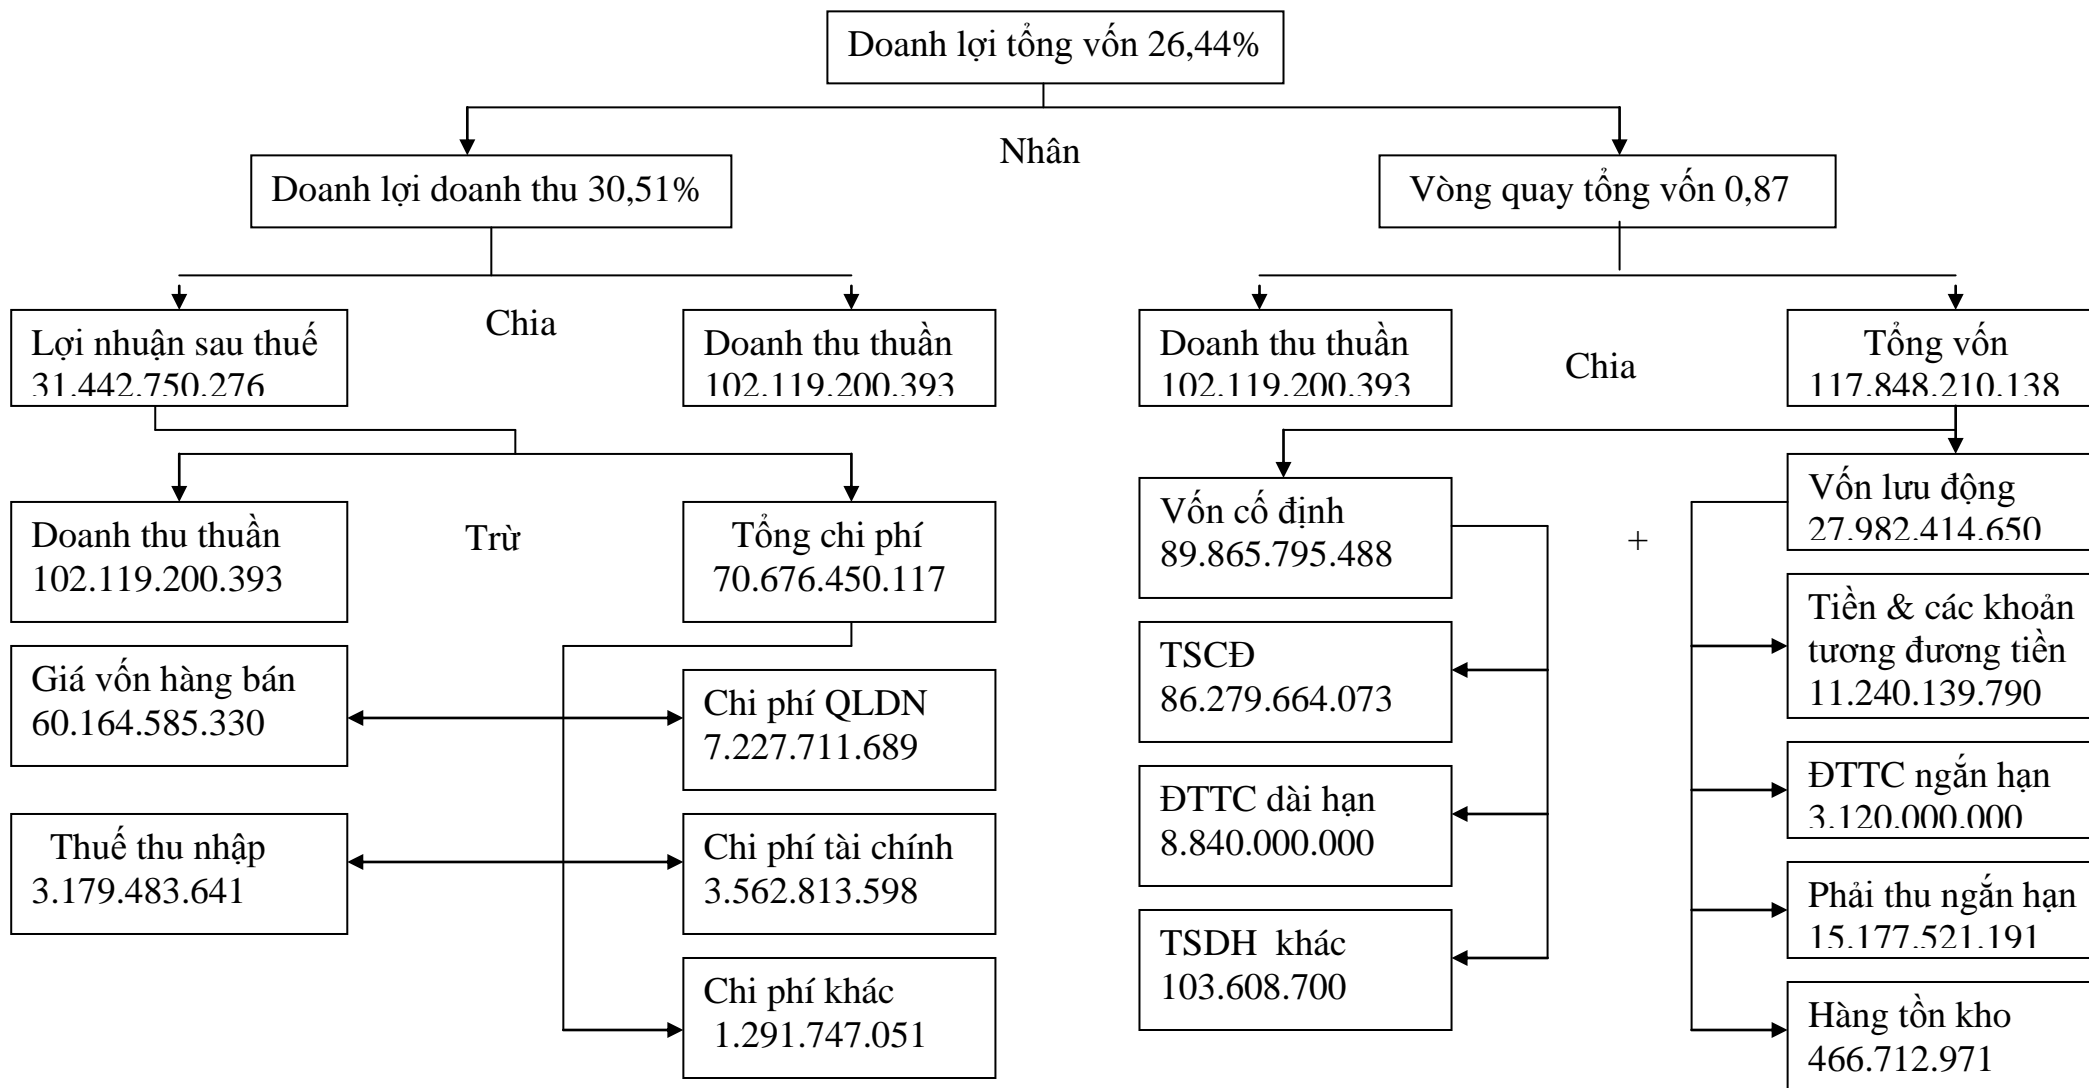 Doanh lợi tổng vốn 26,44%
Nhân
Doanh lợi doanh thu 30,51%
Vòng quay tổng vốn 0,87
Lợi nhuận sau thuế
31.442.750.276
Chia
Doanh thu thuần
102.119.200.393
Doanh thu thuần
102.119.200.393
Chia
Tổng vốn
117.848.210.138
Doanh thu thuần
102.119.200.393
Trừ
Tổng chi phí
70.676.450.117
Vốn cố định
89.865.795.488
+
Vốn lưu động
27.982.414.650
Giá vốn hàng bán
60.164.585.330
Chi phí QLDN
7.227.711.689
TSCĐ
86.279.664.073
Tiền & các khoản
tương đương tiền
11.240.139.790
Thuế thu nhập
3.179.483.641
Chi phí tài chính
3.562.813.598
ĐTTC dài hạn
8.840.000.000
ĐTTC ngắn hạn
3.120.000.000
Chi phí khác
1.291.747.051
TSDH khác
103.608.700
Phải thu ngắn hạn
15.177.521.191
Hàng tồn kho
466.712.971